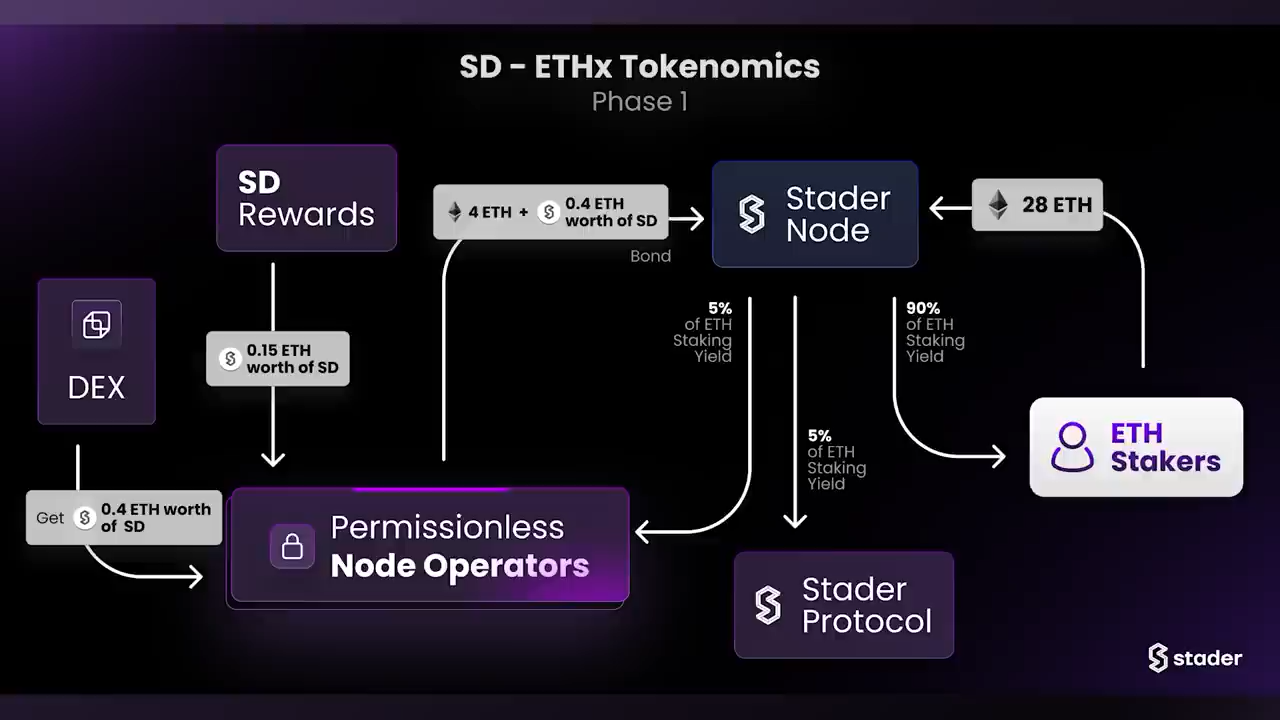 SD - ETHx Tokenomics
Phase 1
SD
Rewards
4 ETH +
0.4 ETH
worth of SD
Bond
Stader
Node
28 ETH
DEX
0.15 ETH
worth of SD
5%
of ETH
Staking
Yield
90%
of ETH
Staking
Yield
5%
of ETH
Staking
Yield
ETH
Stakers
Get
0.4 ETH worth
of SD
Permissionless
Node Operators
Stader
Protocol
stader